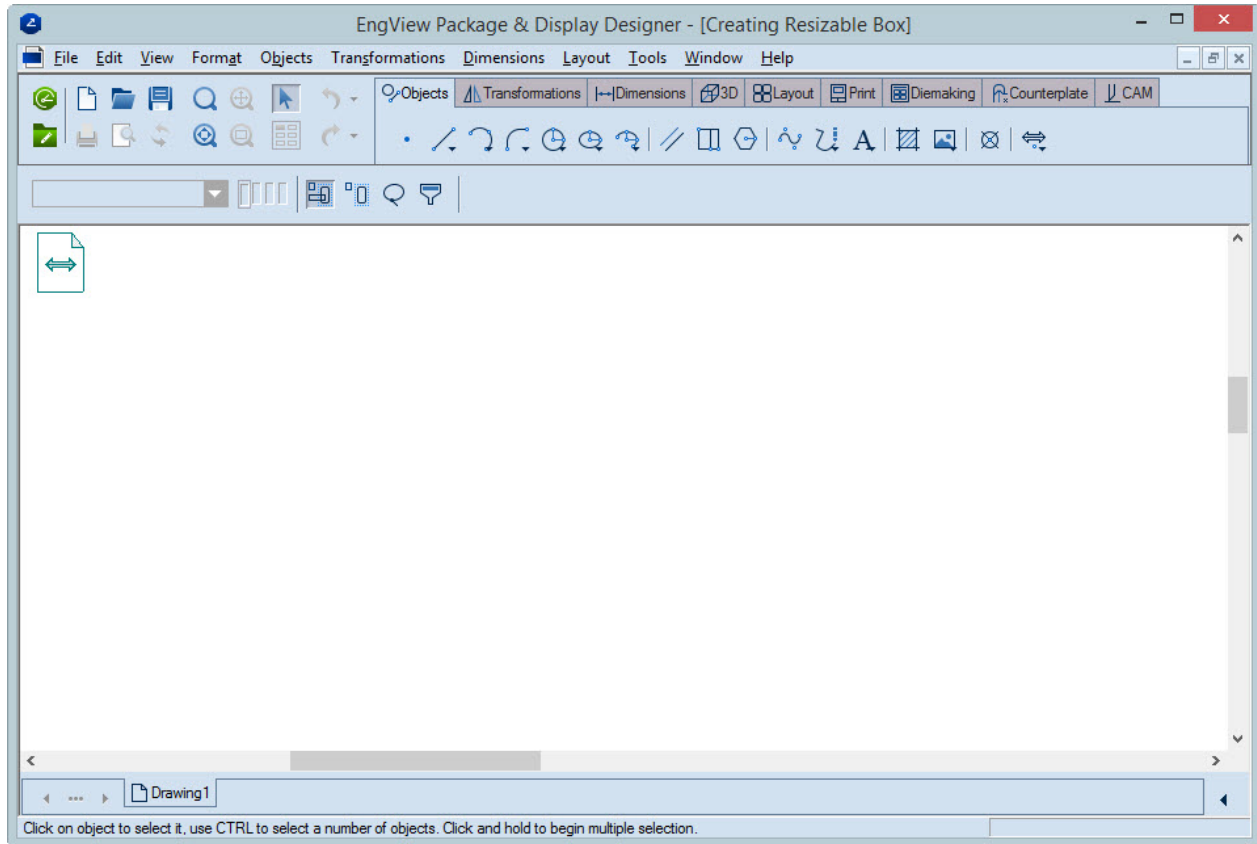 EngView Package & Display Designer - [Creating Resizable Box]
File Edit View Format Objects Transformations Dimensions Layout Tools Window Help
Objects Transformations Dimensions 3D Layout Print Diemaking Counterplate CAM
Drawing1
Click on object to select it, use CTRL to select a number of objects. Click and hold to begin multiple selection.